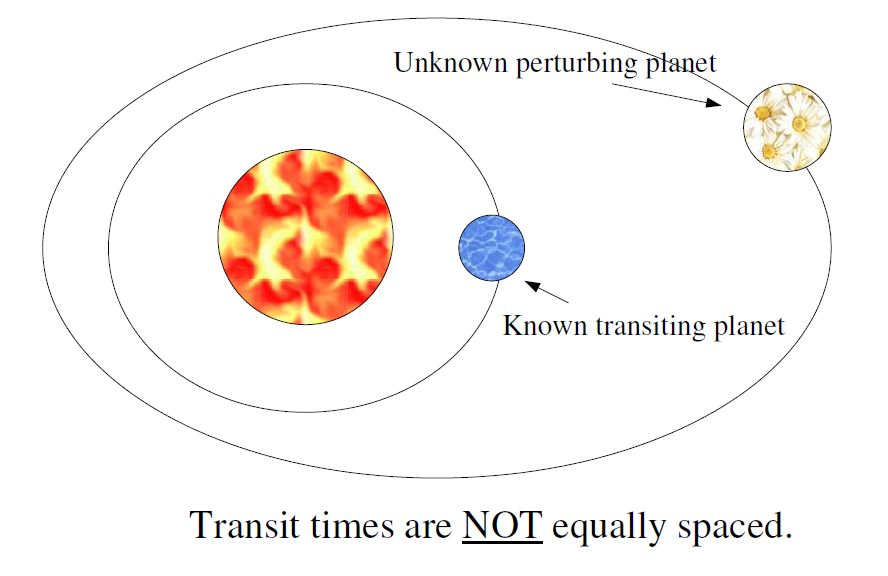 Unknown perturbing planet
Known transiting planet
Transit times are NOT equally spaced.